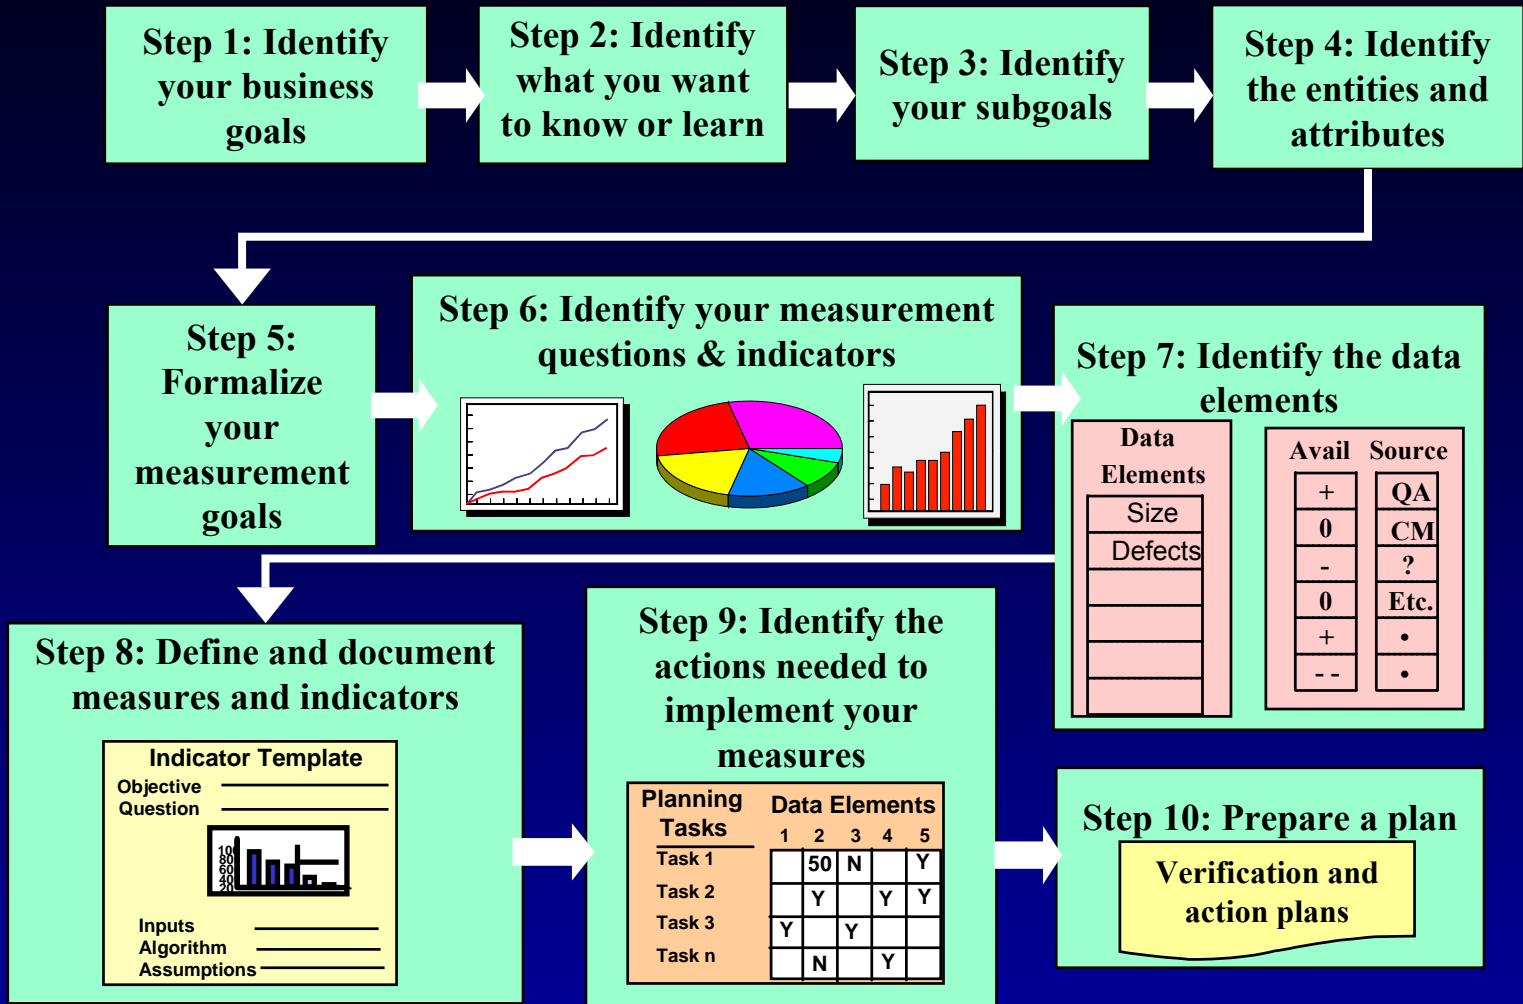 Step 1: Identify
your business
goals
Step 2: Identify
what you want
to know or learn
Step 3: Identify
your subgoals
Step 4: Identify
the entities and
attributes
Step 5:
Formalize
your
measurement
goals
Step 6: Identify your measurement
questions & indicators
Step 7: Identify the data
elements
Data
Elements
Size
Defects
Avail Source
+ QA
0 CM
- ?
0 Etc.
+ •
- - •
Step 8: Define and document
measures and indicators
Indicator Template
Objective
Question
100
80
60
40
20
Inputs
Algorithm
Assumptions
Step 9: Identify the
actions needed to
implement your
measures
Planning
Tasks
Data Elements
1 2 3 4 5
Task 1 50 N Y
Task 2 Y Y Y
Task 3 Y Y
Task n N Y
Step 10: Prepare a plan
Verification and
action plans